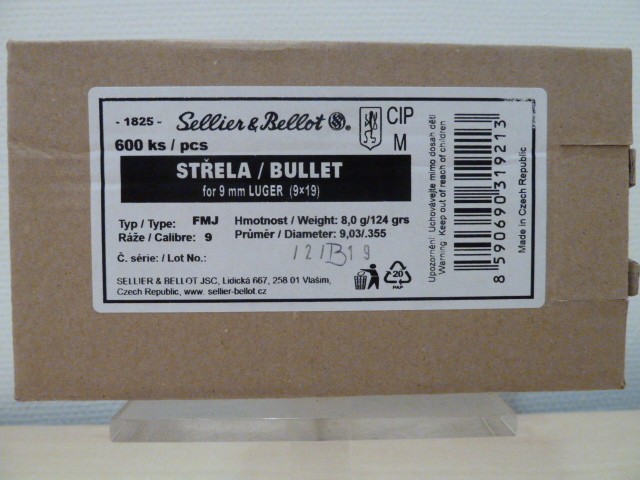 - 1825 - Sellier & Bellot S&B®. CIP
600 ks / pcs M
STŘELA / BULLET
for 9 mm LUGER (9×19)
Typ / Type: FMJ Hmotnost / Weight: 8,0 g/124 grs
Ráže / Calibre: 9 Průměr / Diameter: 9,03/.355
Č. série: / Lot No.: 121B19
SELLIER & BELLOT JSC, Lidická 667, 258 01 Vlašim,
Czech Republic, www. sellier-bellot.cz
20
PAP
Upozornění: Uchovávejte mimo dosah dětí
Warning: Keep out of reach of children
8590690319213
Made in Czech Republic